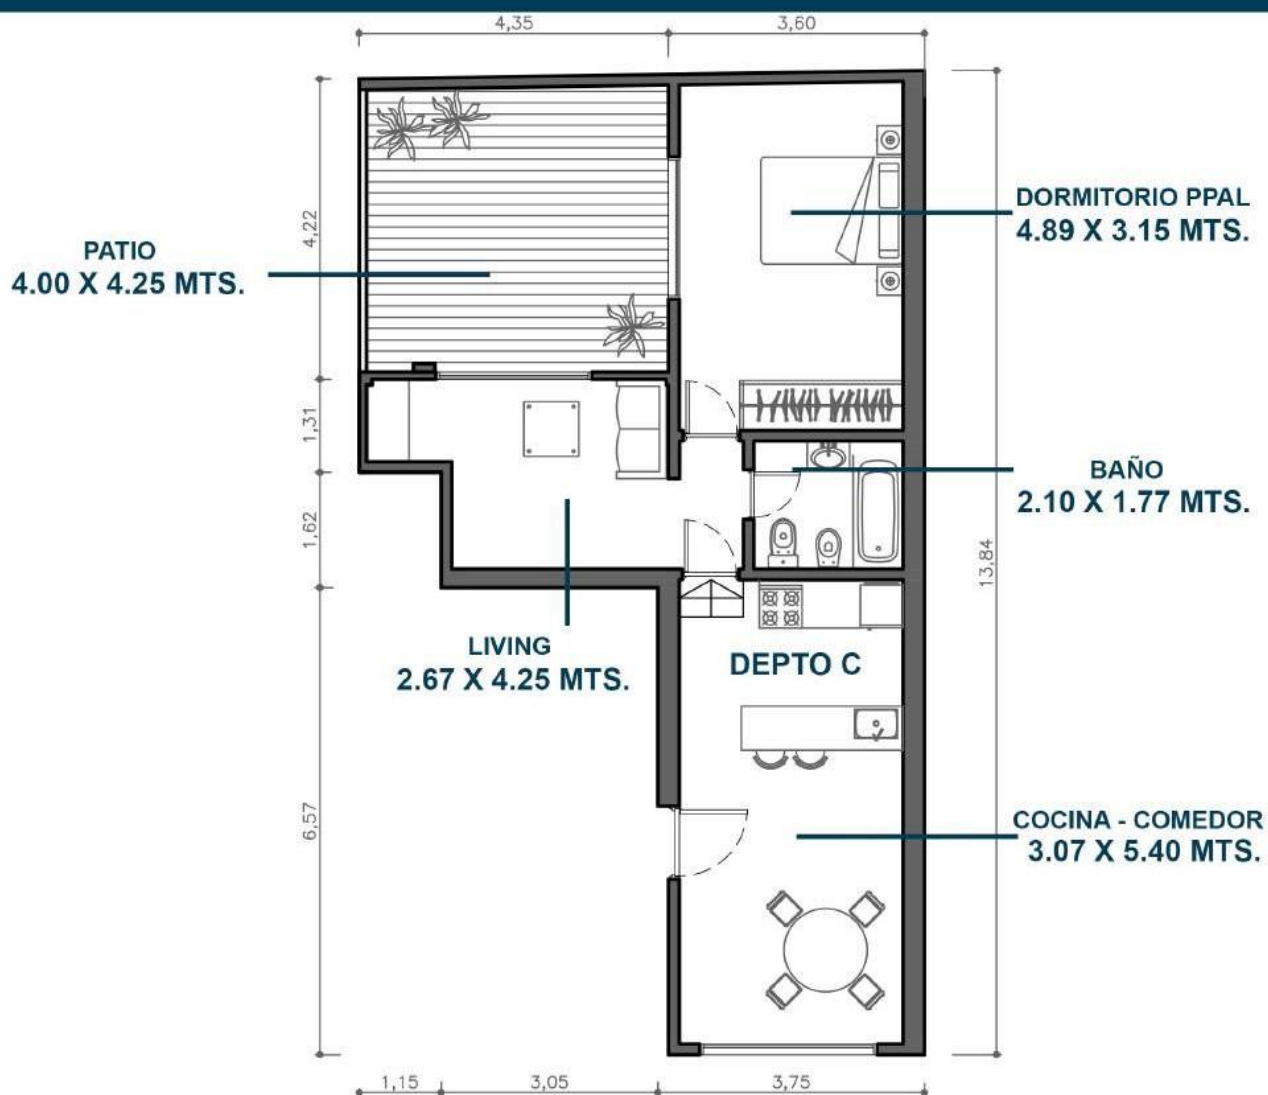 4,35
3,60
4,22
PATIO
4.00 X 4.25 MTS.
DORMITORIO PPAL
4.89 X 3.15 MTS.
1,31
1,62
BAÑO
2.10 X 1.77 MTS.
13,84
LIVING
2.67 X 4.25 MTS.
DEPTO C
6,57
COCINA - COMEDOR
3.07 X 5.40 MTS.
1,15
3,05
3,75